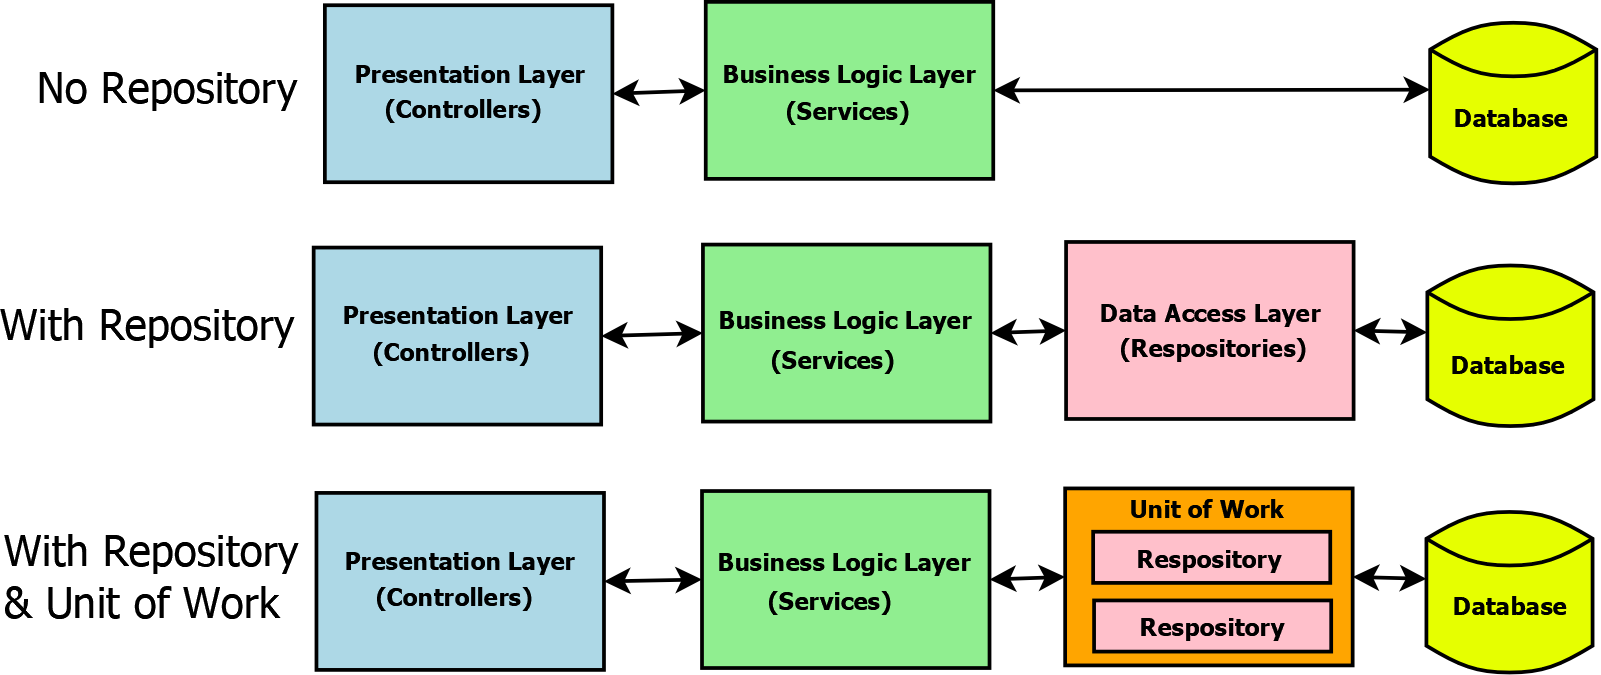 No Repository
Presentation Layer
(Controllers)
Business Logic Layer
(Services)
Database
With Repository
Presentation Layer
(Controllers)
Business Logic Layer
(Services)
Data Access Layer
(Respositories)
Database
With Repository
& Unit of Work
Presentation Layer
(Controllers)
Business Logic Layer
(Services)
Unit of Work
Respository
Respository
Database